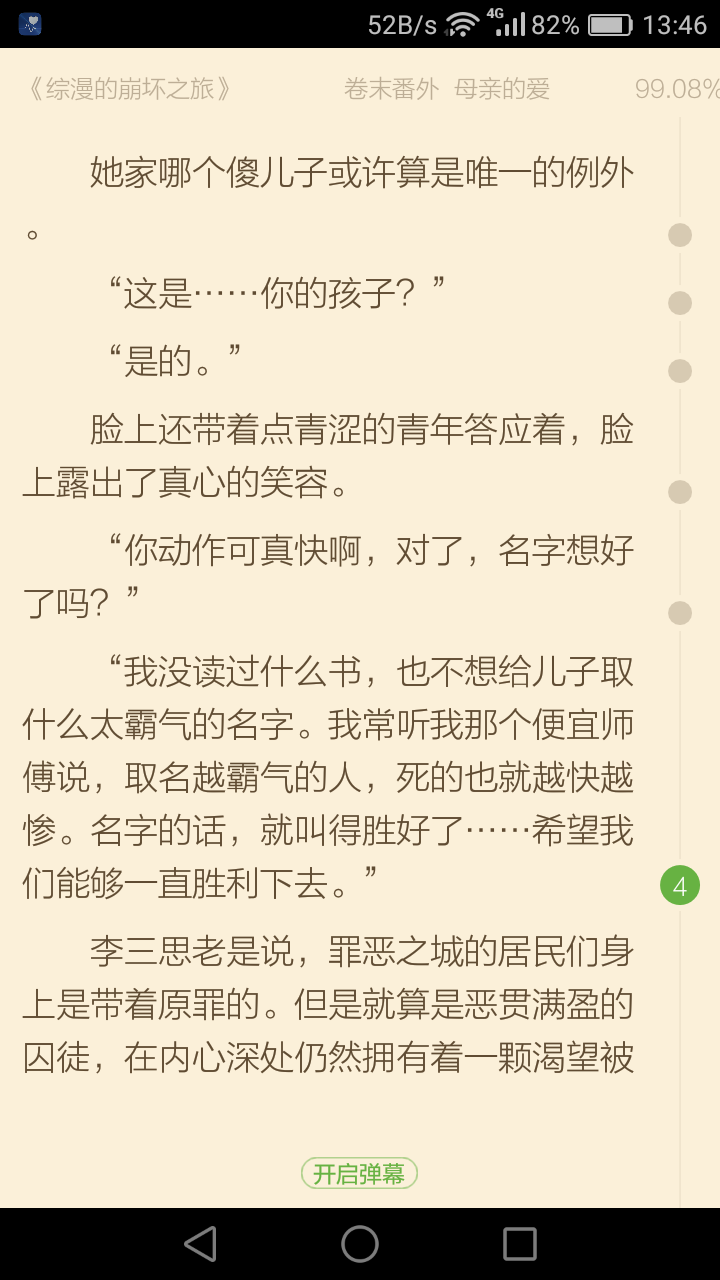 52B/s 4G 82% 13:46
《综漫的崩坏之旅》 卷末番外 母亲的爱 99.08%
她家哪个傻儿子或许算是唯一的例外
。
“这是……你的孩子？”
“是的。”
脸上还带着点青涩的青年答应着，脸
上露出了真心的笑容。
“你动作可真快啊，对了，名字想好
了吗？”
“我没读过什么书，也不想给儿子取
什么太霸气的名字。我常听我那个便宜师
傅说，取名越霸气的人，死的也就越快越
惨。名字的话，就叫得胜好了……希望我
们能够一直胜利下去。”
4
李三思老是说，罪恶之城的居民们身
上是带着原罪的。但是就算是恶贯满盈的
囚徒，在内心深处仍然拥有着一颗渴望被
开启弹幕